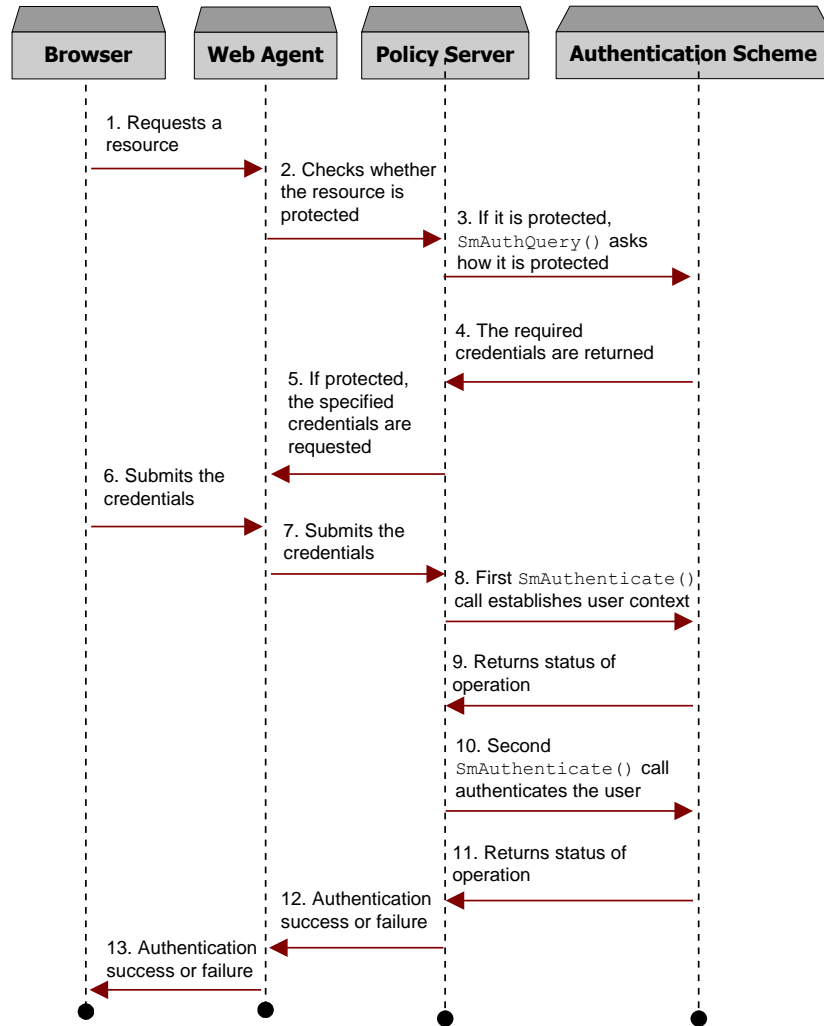 Browser
Web Agent
Policy Server
Authentication Scheme
1. Requests a
resource
2. Checks whether
the resource is
protected
3. If it is protected,
SmAuthQuery() asks
how it is protected
4. The required
credentials are returned
5. If protected,
the specified
credentials are
requested
6. Submits the
credentials
7. Submits the
credentials
8. First SmAuthenticate()
call establishes user context
9. Returns status of
operation
10. Second
SmAuthenticate() call
authenticates the user
11. Returns status of
operation
12. Authentication
success or failure
13. Authentication
success or failure